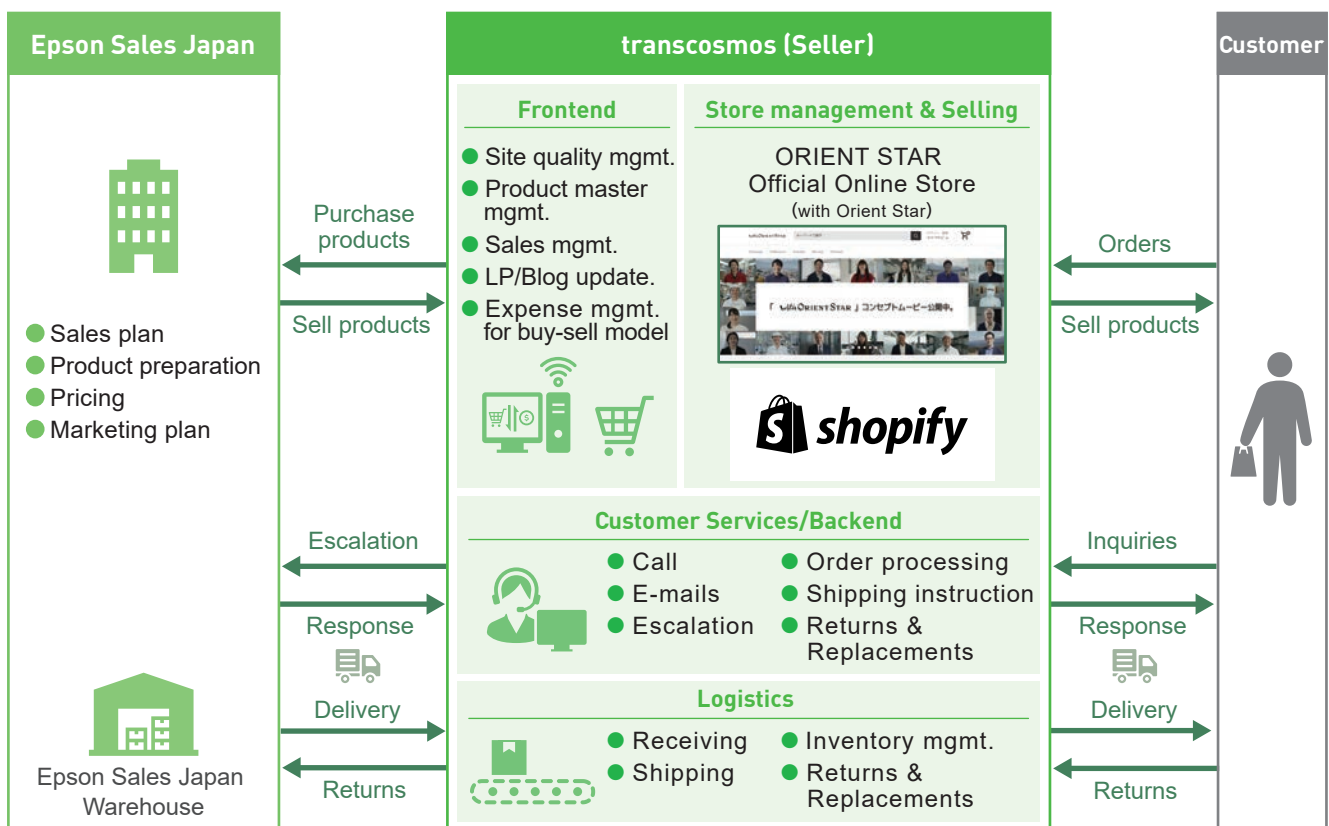 Epson Sales Japan
Sales plan
Product preparation
Pricing
Marketing plan
Epson Sales Japan
Warehouse
Purchase
products
Sell products
Escalation
Response
Delivery
Returns
transcosmos (Seller)
Frontend
Site quality mgmt.
Product master
mgmt.
Sales mgmt.
LP/Blog update.
Expense mgmt.
for buy-sell model
Store management & Selling
ORIENT STAR
Official Online Store
(with Orient Star)
「 with ORIENT STAR 」コンセプトムービー公開中。
shopify
Customer Services/Backend
Call
E-mails
Escalation
Order processing
Shipping instruction
Returns &
Replacements
Logistics
Receiving
Shipping
Inventory mgmt.
Returns &
Replacements
Orders
Sell products
Inquiries
Response
Delivery
Returns
Customer